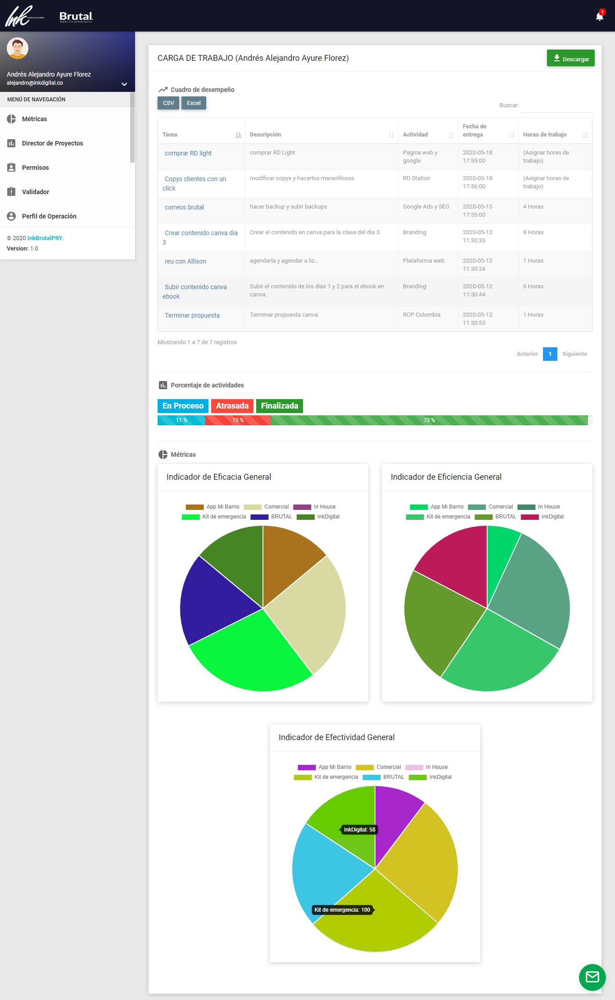 Ink AGENCIA DIGITAL
Brutal.
Digital Consulting Agency
1
Andrés Alejandro Ayure Florez
alejandro@inkdigital.co
MENÚ DE NAVEGACIÓN
Métricas
Director de Proyectos
Permisos
Validador
Perfil de Operación
© 2020 InkBrutalPRY.
Version: 1.0
CARGA DE TRABAJO (Andrés Alejandro Ayure Florez)
Descargar
Cuadro de desempeño
CSV Excel
Buscar:
Tarea Descripción Actividad Fecha de entrega Horas de trabajo
comprar RD light comprar RD Light Pagina web y google 2020-05-18 17:55:00 (Asignar horas de trabajo)
Copys clientes con un click modificar copys y hacerlos maravillosos RD Station 2020-05-18 17:56:00 (Asignar horas de trabajo)
correos brutal hacer backup y subir backups Google Ads y SEO 2020-05-13 17:55:00 4 Horas
Crear contenido canva dia 3 Crear el contenido en canva para la clase del dia 3. Branding 2020-05-12 11:30:33 8 Horas
reu con Allison agendarla y agendar a liz.. Plataforma web 2020-05-12 11:30:24 1 Horas
Subir contenido canva ebook Subir el contenido de los dias 1 y 2 para el ebook en canva. Branding 2020-05-12 11:30:44 6 Horas
Terminar propuesta Terminar propuesta canva. RCP Colombia 2020-05-12 11:30:53 1 Horas
Mostrando 1 a 7 de 7 registros
Anterior 1 Siguiente
Porcentaje de actividades
En Proceso Atrasada Finalizada
11 % 15 % 73 %
Métricas
Indicador de Eficacia General
App Mi Barrio Comercial In House
Kit de emergencia BRUTAL InkDigital
Indicador de Eficiencia General
App Mi Barrio Comercial In House
Kit de emergencia BRUTAL InkDigital
Indicador de Efectividad General
App Mi Barrio Comercial In House
Kit de emergencia BRUTAL InkDigital
InkDigital: 58
Kit de emergencia: 100